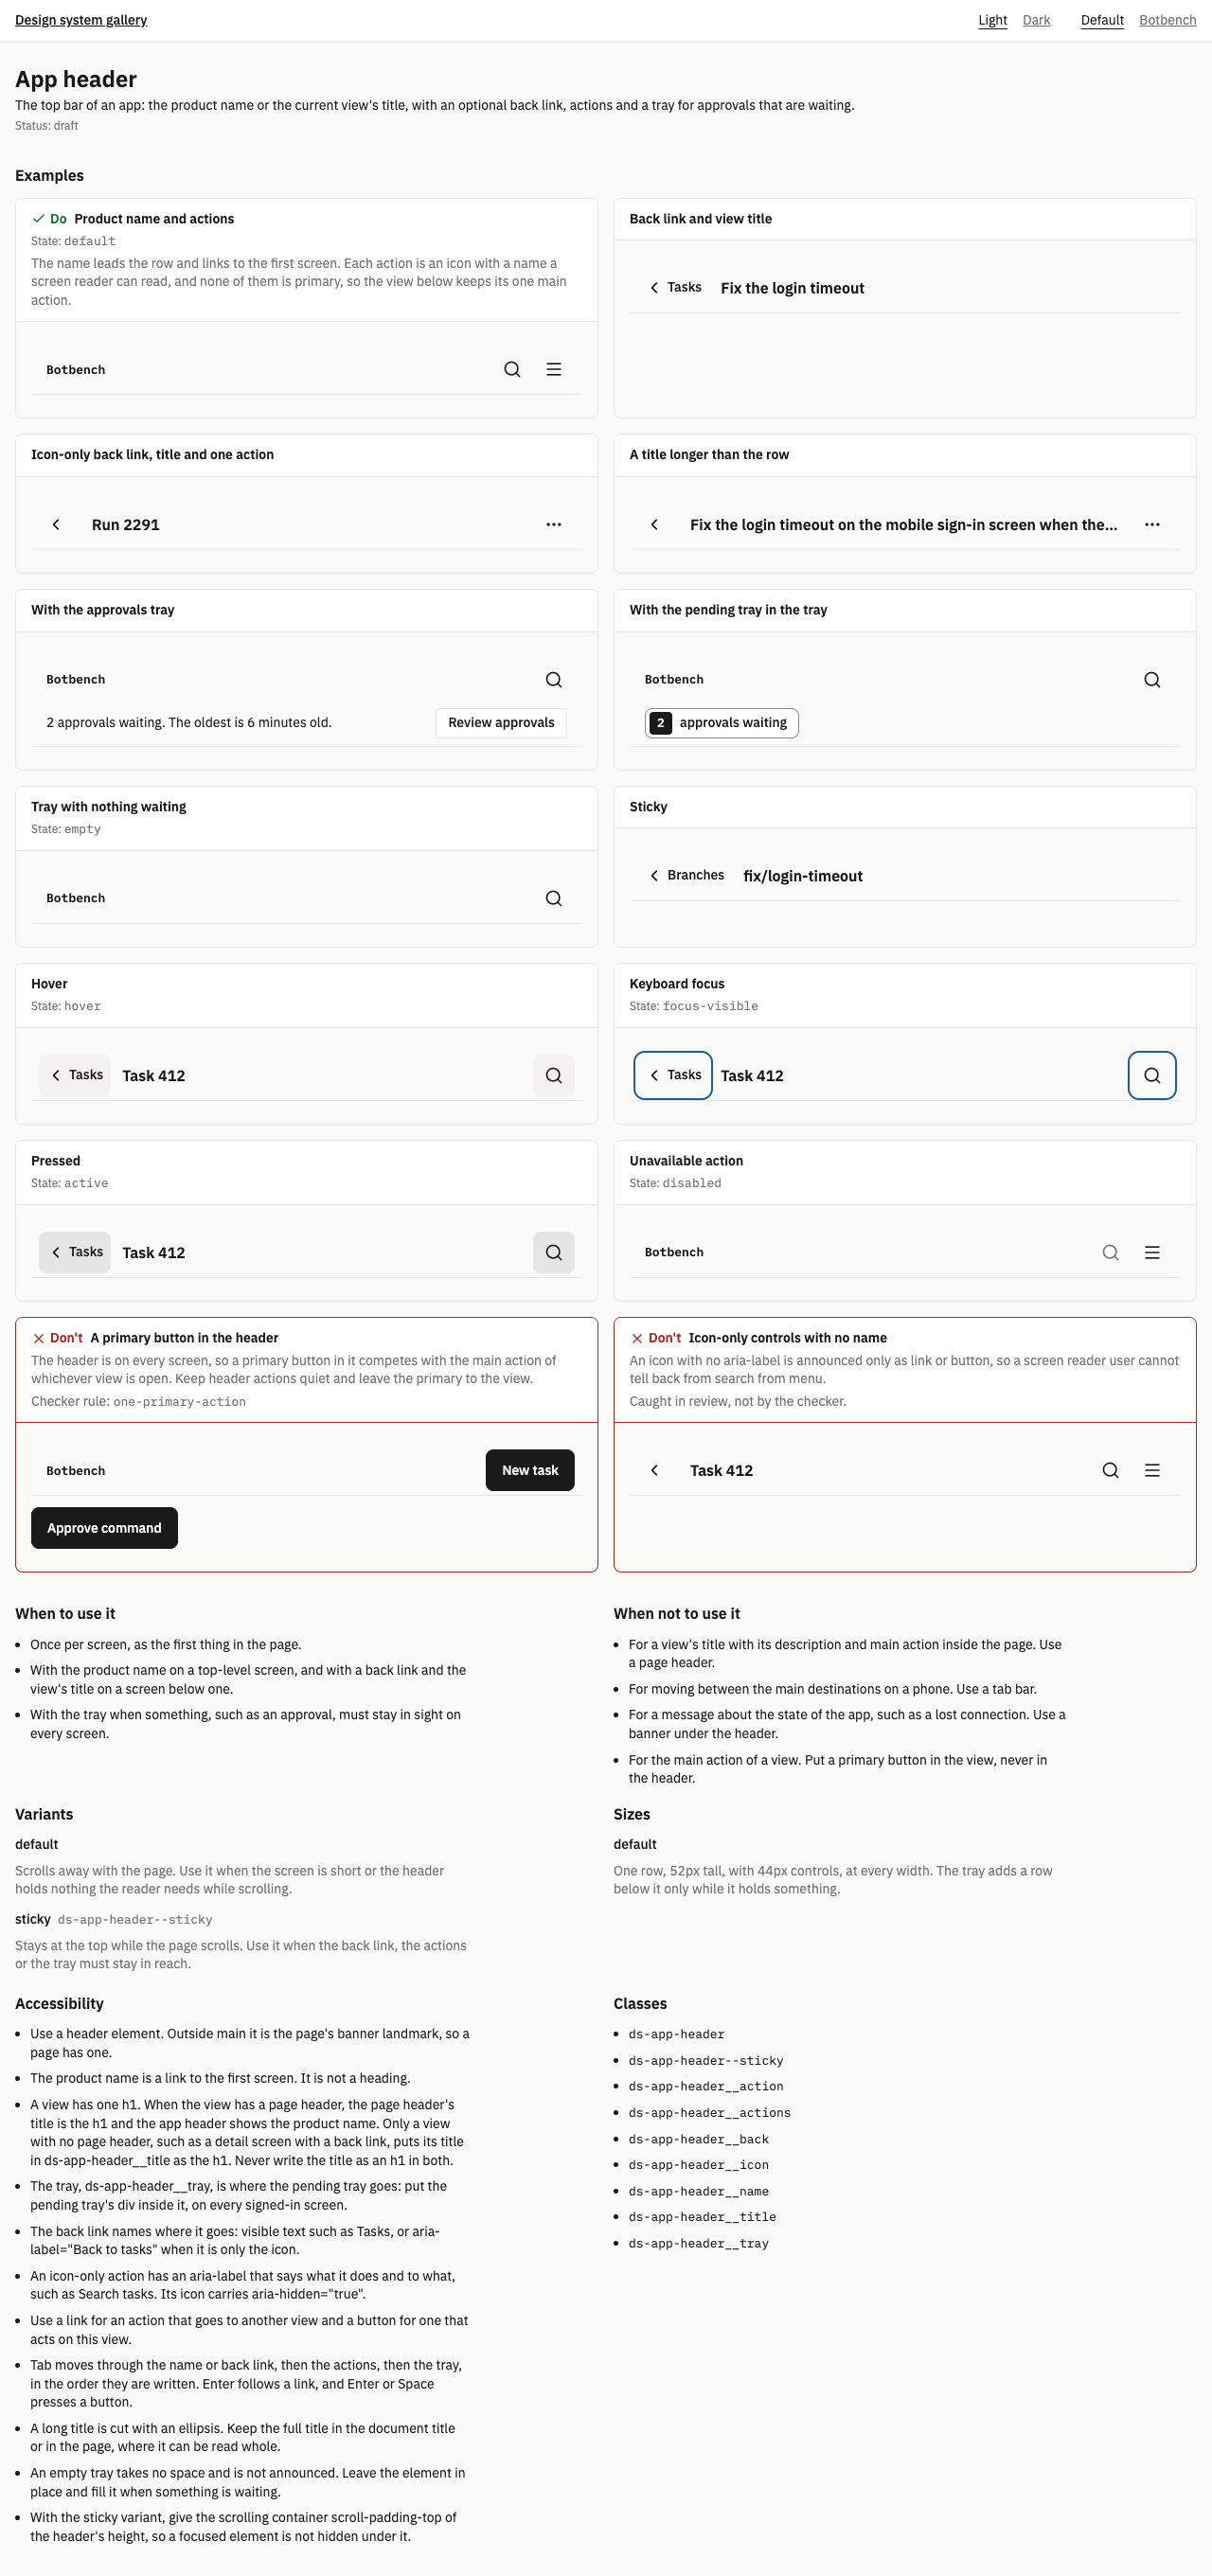 Design system gallery
Light Dark Default Botbench
App header
The top bar of an app: the product name or the current view's title, with an optional back link, actions and a tray for approvals that are waiting.
Status: draft
Examples
Do Product name and actions
State: default
The name leads the row and links to the first screen. Each action is an icon with a name a
screen reader can read, and none of them is primary, so the view below keeps its one main
action.
Botbench
Back link and view title
Tasks Fix the login timeout
Icon-only back link, title and one action
Run 2291
A title longer than the row
Fix the login timeout on the mobile sign-in screen when the...
With the approvals tray
Botbench
2 approvals waiting. The oldest is 6 minutes old.
Review approvals
With the pending tray in the tray
Botbench
2 approvals waiting
Tray with nothing waiting
State: empty
Botbench
Sticky
Branches fix/login-timeout
Hover
State: hover
Tasks Task 412
Keyboard focus
State: focus-visible
Tasks Task 412
Pressed
State: active
Tasks Task 412
Unavailable action
State: disabled
Botbench
Don't A primary button in the header
The header is on every screen, so a primary button in it competes with the main action of
whichever view is open. Keep header actions quiet and leave the primary to the view.
Checker rule: one-primary-action
Botbench
New task
Approve command
Don't Icon-only controls with no name
An icon with no aria-label is announced only as link or button, so a screen reader user cannot
tell back from search from menu.
Caught in review, not by the checker.
Task 412
When to use it
Once per screen, as the first thing in the page.
With the product name on a top-level screen, and with a back link and the
view's title on a screen below one.
With the tray when something, such as an approval, must stay in sight on
every screen.
When not to use it
For a view's title with its description and main action inside the page. Use
a page header.
For moving between the main destinations on a phone. Use a tab bar.
For a message about the state of the app, such as a lost connection. Use a
banner under the header.
For the main action of a view. Put a primary button in the view, never in
the header.
Variants
default
Scrolls away with the page. Use it when the screen is short or the header
holds nothing the reader needs while scrolling.
sticky ds-app-header--sticky
Stays at the top while the page scrolls. Use it when the back link, the actions
or the tray must stay in reach.
Sizes
default
One row, 52px tall, with 44px controls, at every width. The tray adds a row
below it only while it holds something.
Accessibility
Use a header element. Outside main it is the page's banner landmark, so a
page has one.
The product name is a link to the first screen. It is not a heading.
A view has one h1. When the view has a page header, the page header's
title is the h1 and the app header shows the product name. Only a view
with no page header, such as a detail screen with a back link, puts its title
in ds-app-header__title as the h1. Never write the title as an h1 in both.
The tray, ds-app-header__tray, is where the pending tray goes: put the
pending tray's div inside it, on every signed-in screen.
The back link names where it goes: visible text such as Tasks, or aria-
label="Back to tasks" when it is only the icon.
An icon-only action has an aria-label that says what it does and to what,
such as Search tasks. Its icon carries aria-hidden="true".
Use a link for an action that goes to another view and a button for one that
acts on this view.
Tab moves through the name or back link, then the actions, then the tray,
in the order they are written. Enter follows a link, and Enter or Space
presses a button.
A long title is cut with an ellipsis. Keep the full title in the document title
or in the page, where it can be read whole.
An empty tray takes no space and is not announced. Leave the element in
place and fill it when something is waiting.
With the sticky variant, give the scrolling container scroll-padding-top of
the header's height, so a focused element is not hidden under it.
Classes
ds-app-header
ds-app-header--sticky
ds-app-header__action
ds-app-header__actions
ds-app-header__back
ds-app-header__icon
ds-app-header__name
ds-app-header__title
ds-app-header__tray